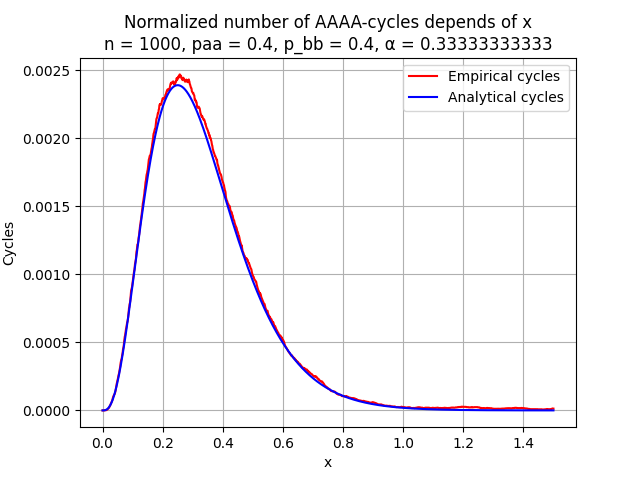 Normalized number of AAAA-cycles depends of x
n = 1000, paa = 0.4, p_bb = 0.4, α = 0.33333333333
Empirical cycles
Analytical cycles
Cycles
0.0025
0.0020
0.0015
0.0010
0.0005
0.0000
0.0 0.2 0.4 0.6 0.8 1.0 1.2 1.4
x